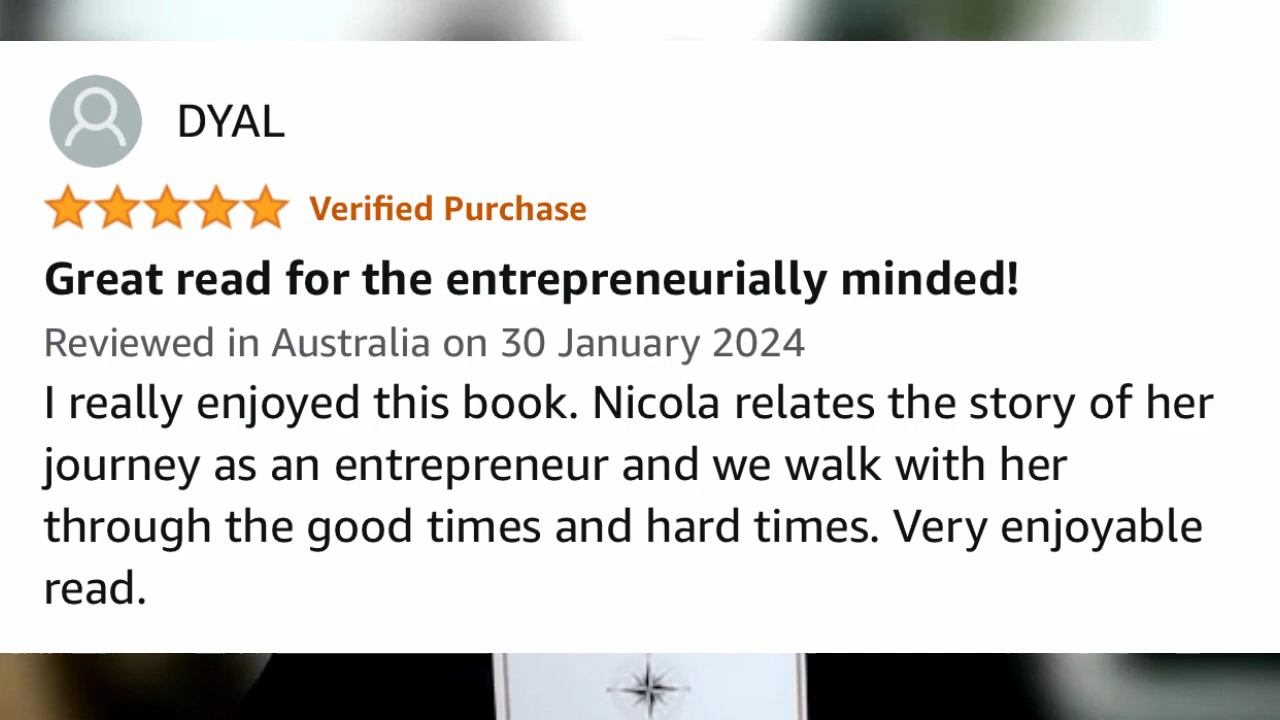 DYAL
Verified Purchase
Great read for the entrepreneurially minded!
Reviewed in Australia on 30 January 2024
I really enjoyed this book. Nicola relates the story of her
journey as an entrepreneur and we walk with her
through the good times and hard times. Very enjoyable
read.